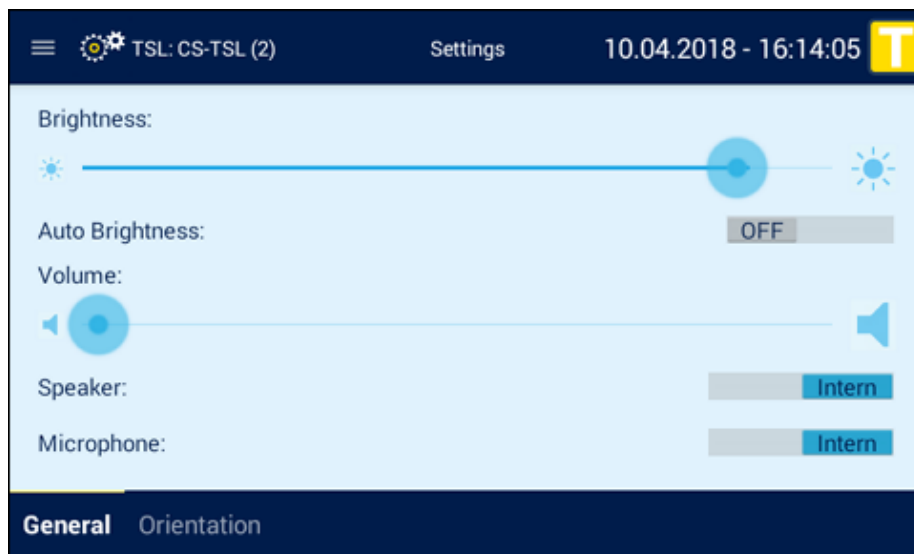 TSL: CS-TSL (2) Settings 10.04.2018 - 16:14:05 T
Brightness:
Auto Brightness: OFF
Volume:
Speaker: Intern
Microphone: Intern
General Orientation